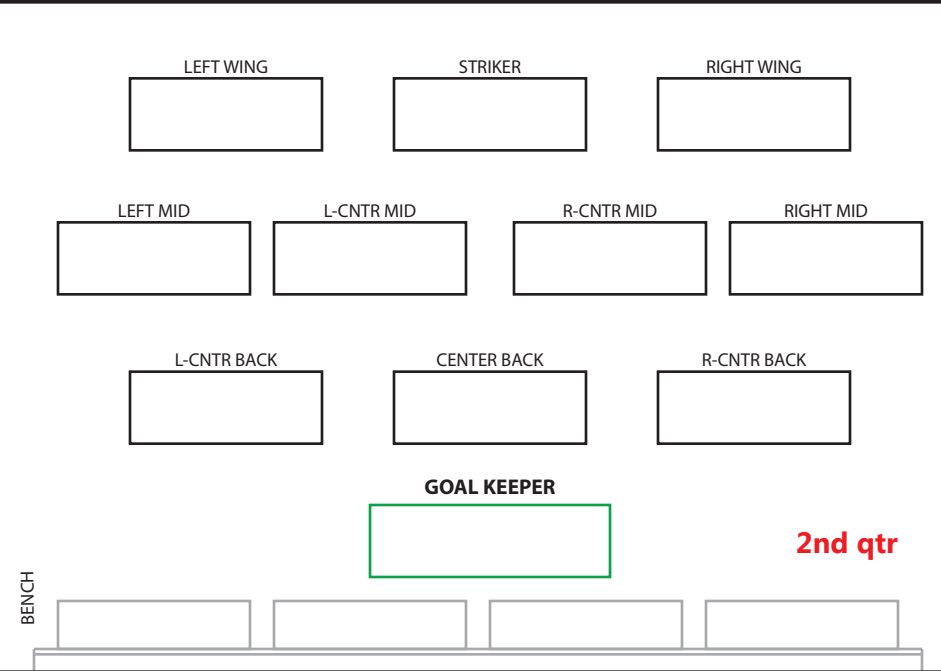 LEFT WING
STRIKER
RIGHT WING
LEFT MID
L-CNTR MID
R-CNTR MID
RIGHT MID
L-CNTR BACK
CENTER BACK
R-CNTR BACK
GOAL KEEPER
2nd qtr
BENCH